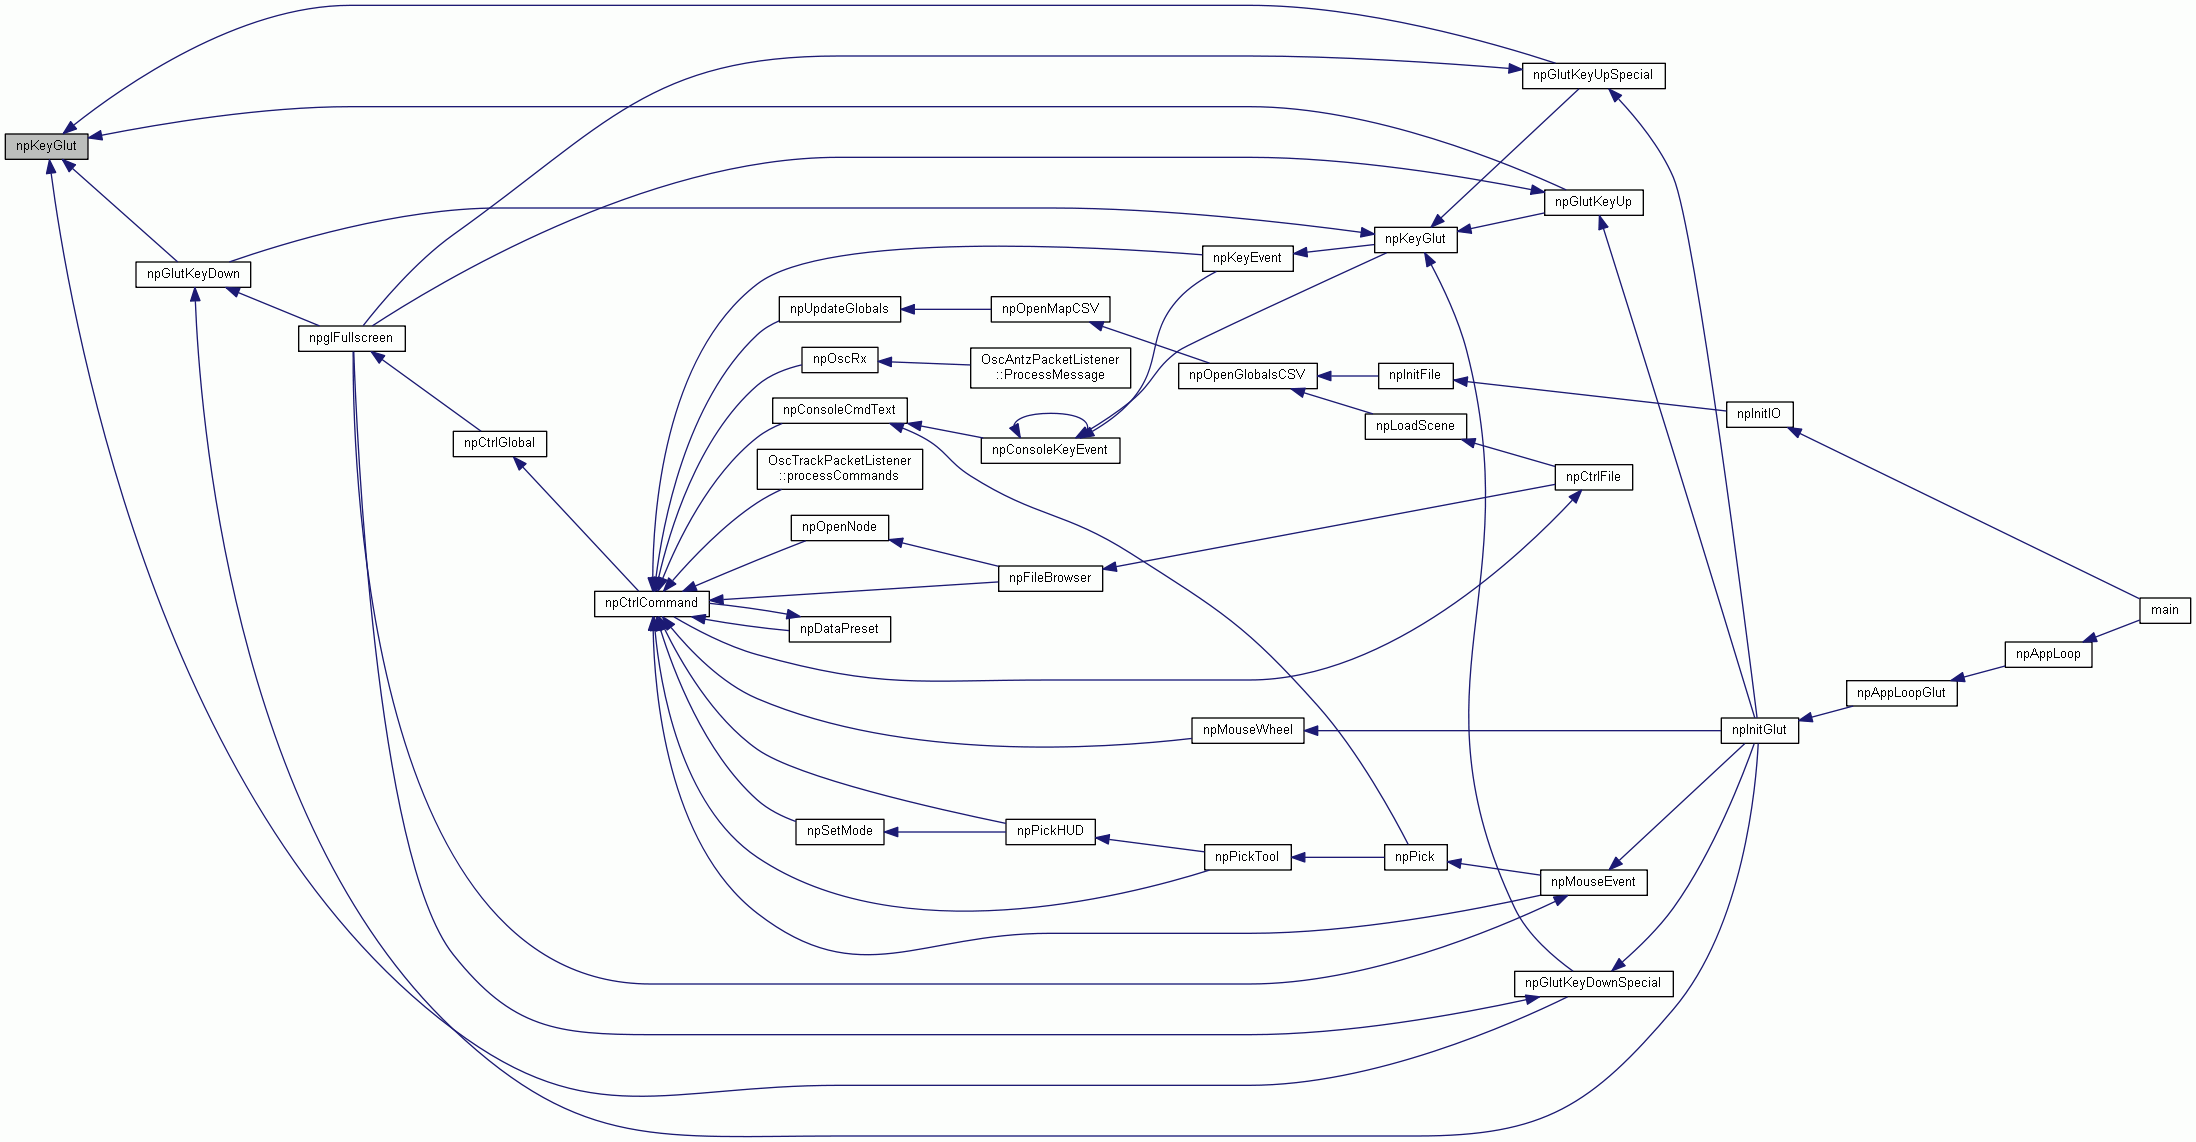 npGlutKeyUpSpecial
npKeyGlut
npGlutKeyUp
npKeyGlut
npKeyEvent
npGlutKeyDown
npUpdateGlobals
npOpenMapCSV
npglFullscreen
npOscRx
OscAntzPacketListener
::ProcessMessage
npOpenGlobalsCSV
npInitFile
npConsoleCmdText
npInitIO
npLoadScene
npCtrlGlobal
npConsoleKeyEvent
OscTrackPacketListener
::processCommands
npCtrlFile
npOpenNode
npFileBrowser
npCtrlCommand
main
npDataPreset
npAppLoop
npAppLoopGlut
npMouseWheel
npInitGlut
npSetMode
npPickHUD
npPickTool
npPick
npMouseEvent
npGlutKeyDownSpecial